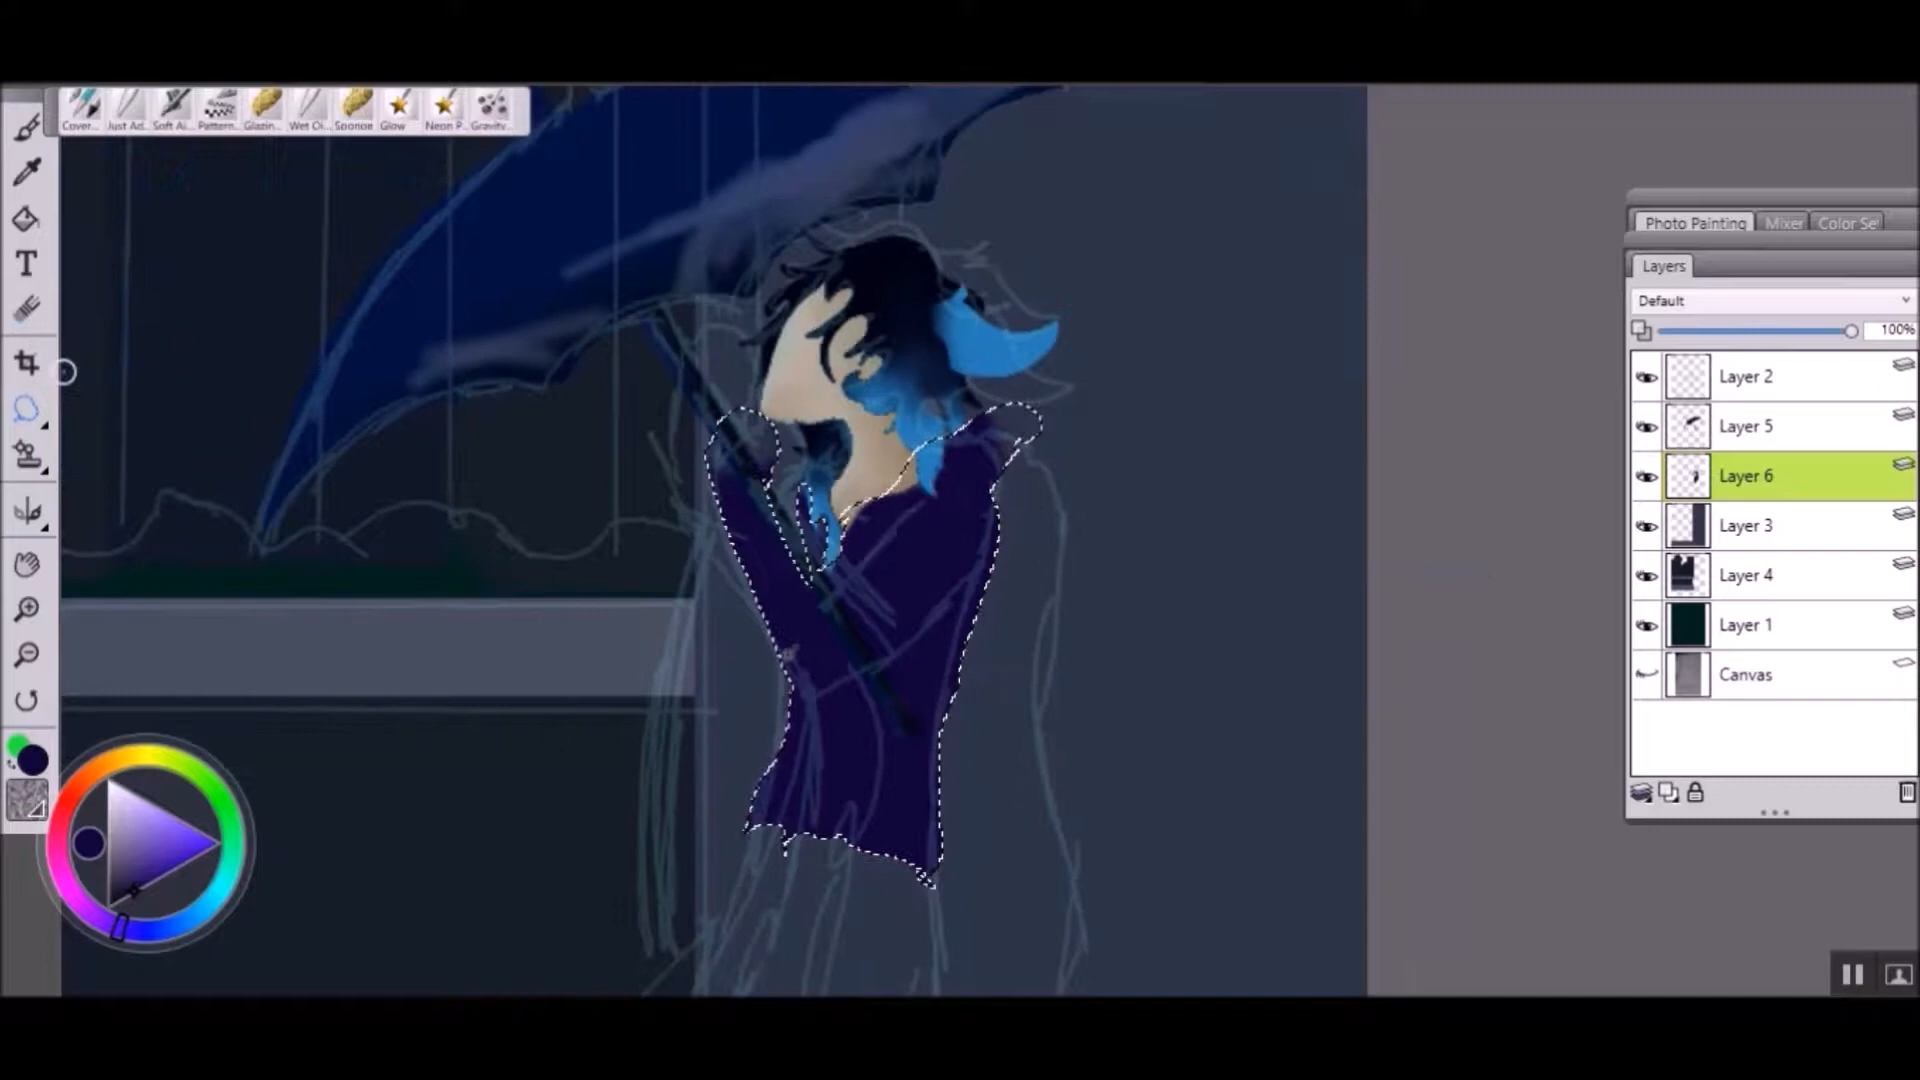 Cover... Just Ad.. Soft Ai... Pattern.. Glazin... Wet Oi... Sponge Glow Neon P... Gravity..
T
Photo Painting Mixer Color Se
Layers
Default
100%
Layer 2
Layer 5
Layer 6
Layer 3
Layer 4
Layer 1
Canvas